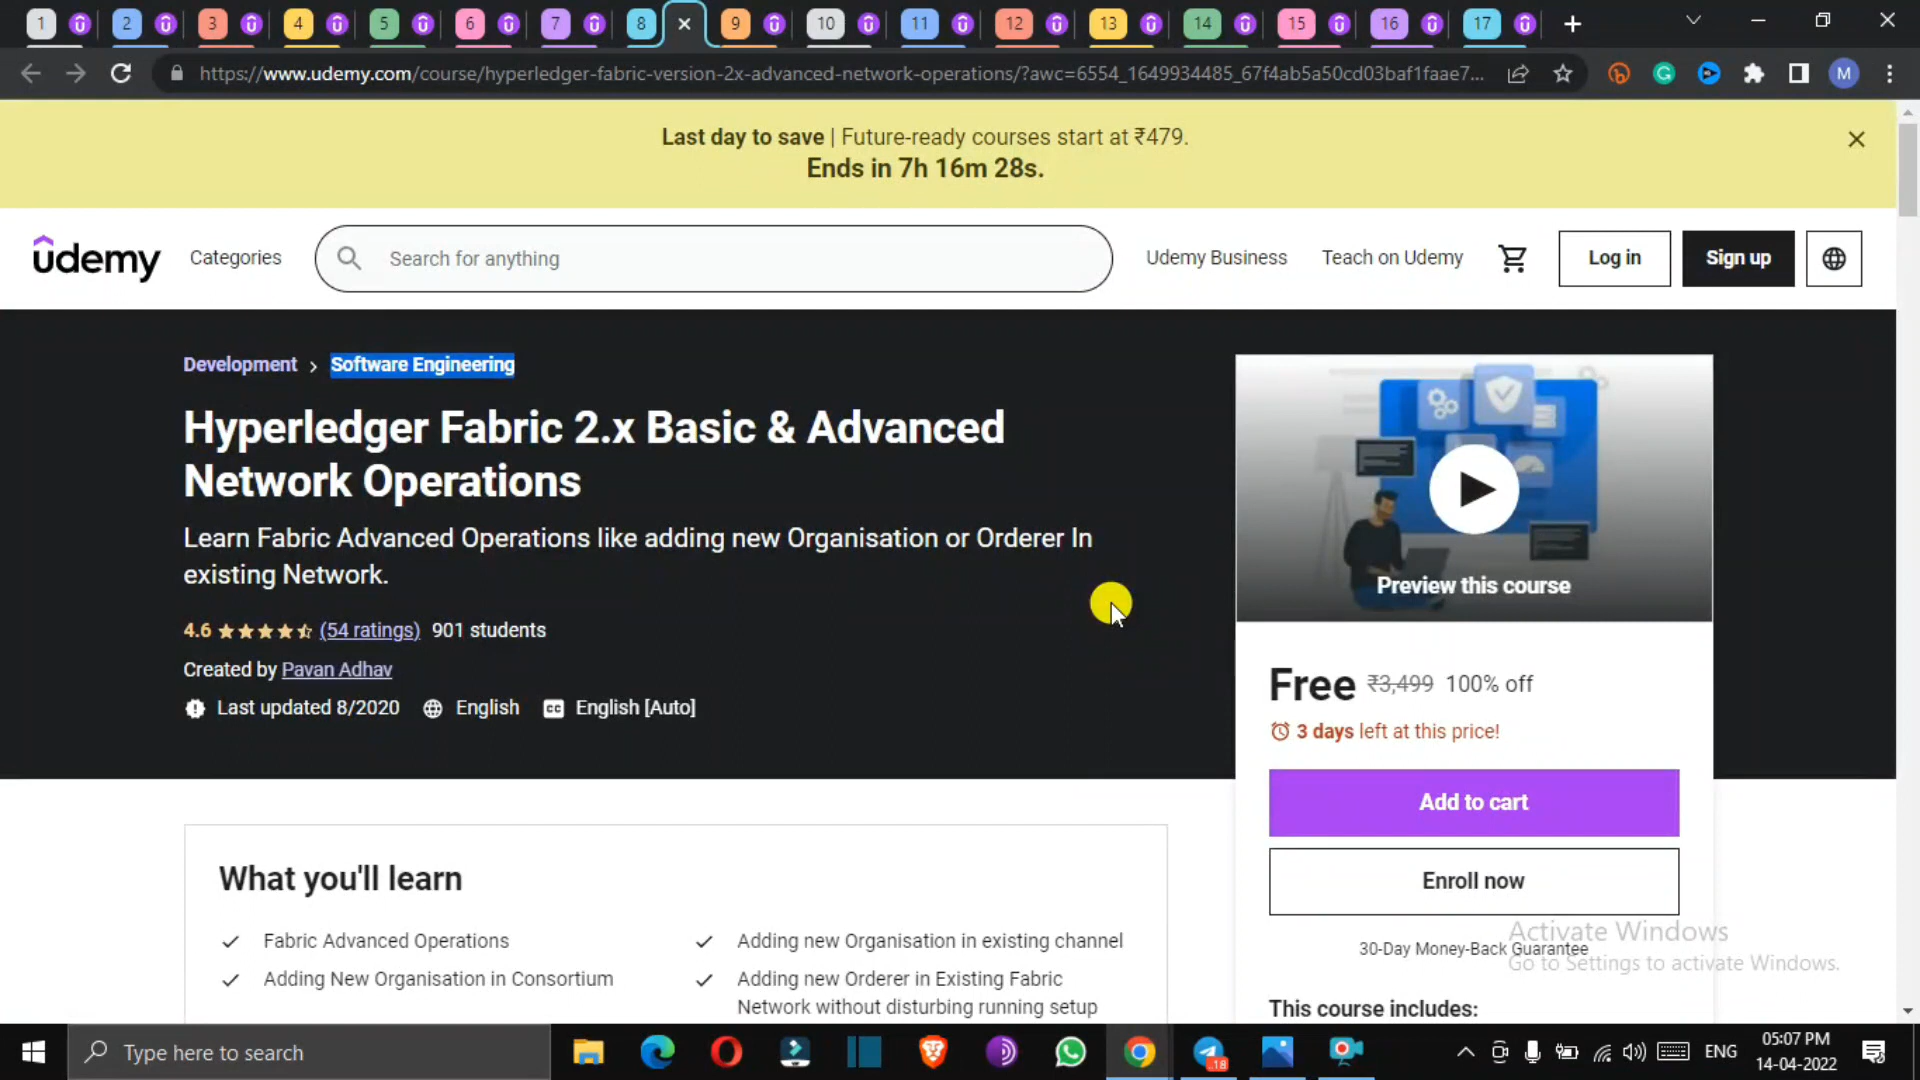 1 2 3 4 5 6 7 8 9 10 11 12 13 14 15 16 17
https://www.udemy.com/course/hyperledger-fabric-version-2x-advanced-network-operations/?awc=6554_1649934485_67f4ab5a50cd03baf1faae7...
M
Last day to save | Future-ready courses start at ₹479.
Ends in 7h 16m 28s.
udemy
Categories
Search for anything
Udemy Business
Teach on Udemy
Log in
Sign up
Development > Software Engineering
Hyperledger Fabric 2.x Basic & Advanced
Network Operations
Learn Fabric Advanced Operations like adding new Organisation or Orderer In
existing Network.
4.6 (54 ratings) 901 students
Created by Pavan Adhav
Last updated 8/2020 English CC English [Auto]
Preview this course
Free ₹3,499 100% off
3 days left at this price!
Add to cart
Enroll now
30-Day Money-Back Guarantee
This course includes:
What you'll learn
Fabric Advanced Operations
Adding new Organisation in existing channel
Adding New Organisation in Consortium
Adding new Orderer in Existing Fabric
Network without disturbing running setup
Activate Windows
Go to Settings to activate Windows.
Type here to search
18
ENG
05:07 PM
14-04-2022